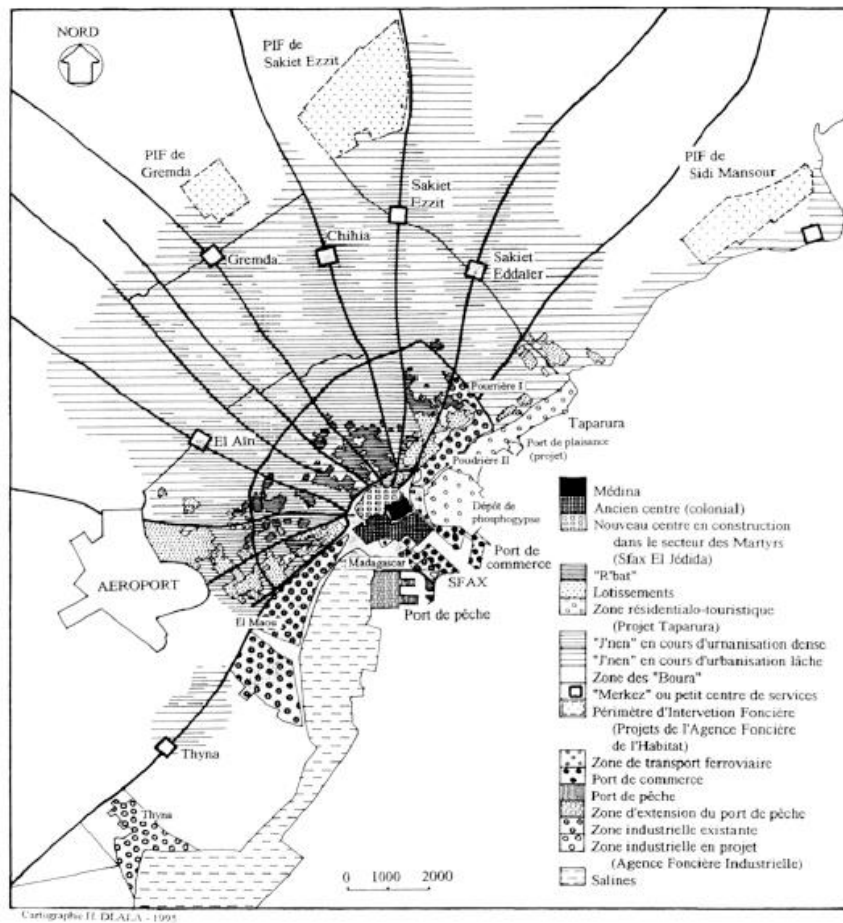 NORD
PIF de
Sakiet Ezzit
PIF de
Gremda
PIF de
Sidi Mansour
Sakiet
Ezzit
Chihia
Gremda
Sakiet
Eddaïer
Pourrière I
Taparura
El Aïn
Port de plaisance
(projet)
Poudrière II
Dépôt de
phosphogypse
Port de
commerce
Madagascar
SFAX
AEROPORT
Port de pêche
El Maou
Thyna
Thyna
Médina
Ancien centre (colonial)
Nouveau centre en construction
dans le secteur des Martyrs
(Sfax El Jédida)
"R'bat"
Lotissements
Zone résidentialo-touristique
(Projet Taparura)
"J'nen" en cours d'urnanisation dense
"J'nen" en cours d'urbanisation lâche
Zone des "Boura"
"Merkez" ou petit centre de services
Périmètre d'Intervetion Foncière
(Projets de l'Agence Foncière
de l'Habitat)
Zone de transport ferroviaire
Port de commerce
Port de pêche
Zone d'extension du port de pêche
Zone industrielle existante
Zone industrielle en projet
(Agence Foncière Industrielle)
Salines
0 1000 2000
Cartographie H. DLALA - 1995